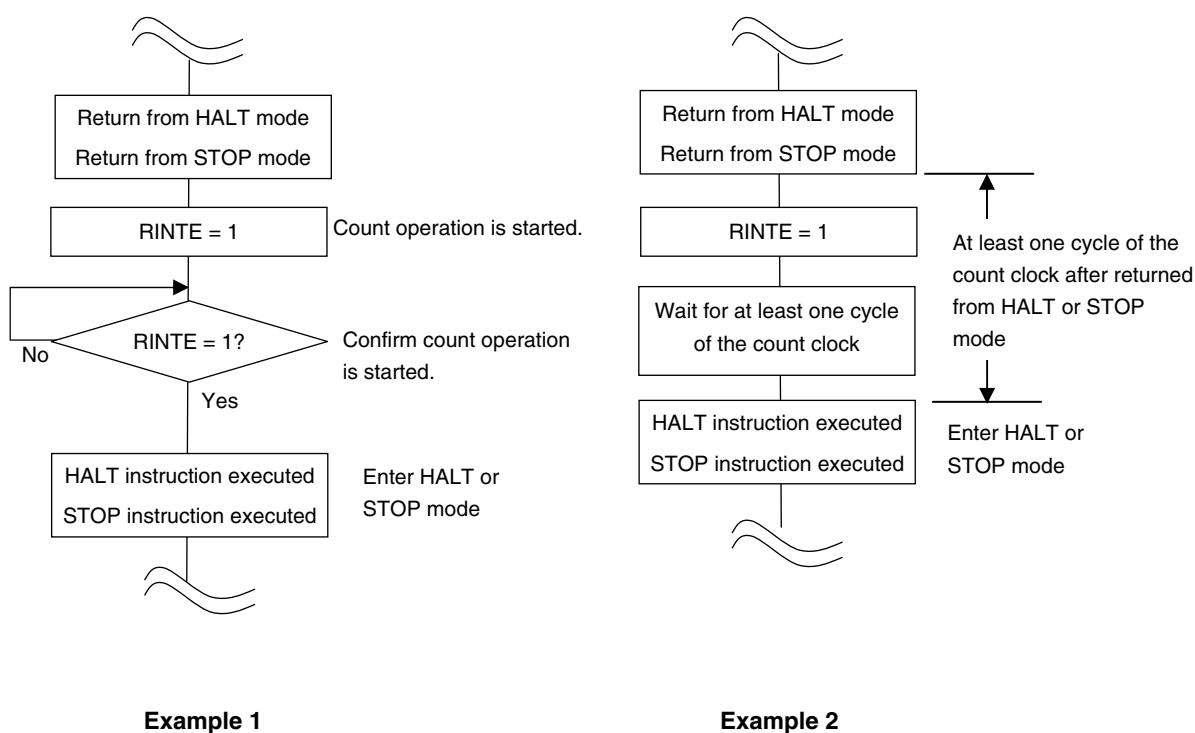 Return from HALT mode
Return from STOP mode
RINTE = 1
Count operation is started.
RINTE = 1?
No
Confirm count operation
is started.
Yes
HALT instruction executed
STOP instruction executed
Enter HALT or
STOP mode
Example 1
Return from HALT mode
Return from STOP mode
RINTE = 1
At least one cycle of the
count clock after returned
from HALT or STOP
mode
Wait for at least one cycle
of the count clock
HALT instruction executed
STOP instruction executed
Enter HALT or
STOP mode
Example 2